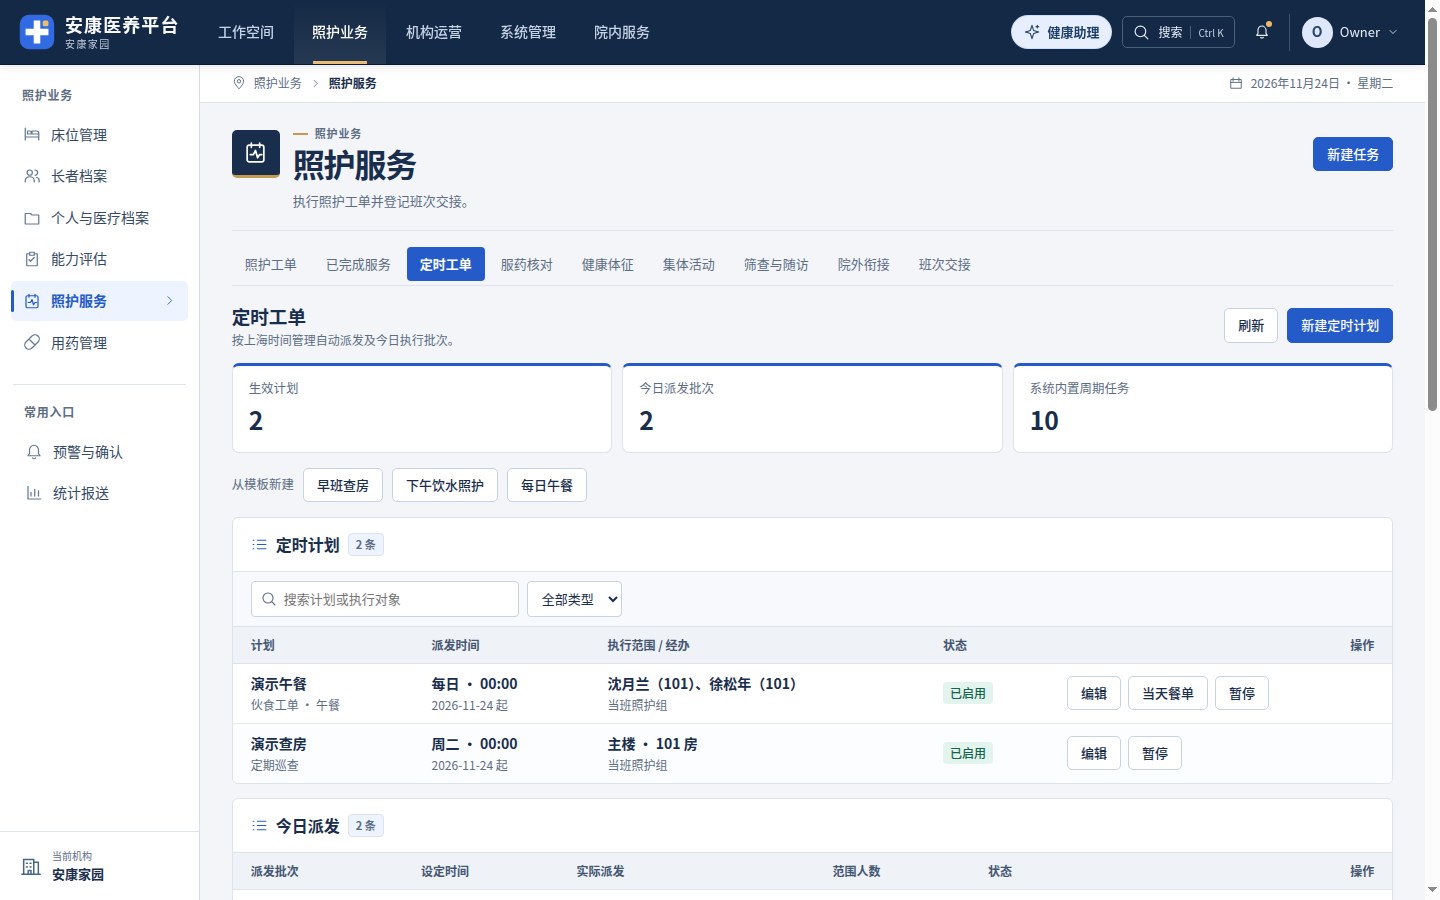 安康医养平台
安康家园
工作空间
照护业务
机构运营
系统管理
院内服务
健康助理
搜索
Ctrl K
O
Owner
照护业务
照护业务
照护服务
2026年11月24日 · 星期二
床位管理
长者档案
个人与医疗档案
能力评估
照护服务
用药管理
常用入口
预警与确认
统计报送
当前机构
安康家园
照护业务
照护服务
执行照护工单并登记班次交接。
新建任务
照护工单
已完成服务
定时工单
服药核对
健康体征
集体活动
筛查与随访
院外衔接
班次交接
定时工单
按上海时间管理自动派发及今日执行批次。
刷新
新建定时计划
生效计划
2
今日派发批次
2
系统内置周期任务
10
从模板新建
早班查房
下午饮水照护
每日午餐
定时计划
2 条
搜索计划或执行对象
全部类型
计划
派发时间
执行范围 / 经办
状态
操作
演示午餐
伙食工单 · 午餐
每日 · 00:00
2026-11-24 起
沈月兰（101）、徐松年（101）
当班照护组
已启用
编辑
当天餐单
暂停
演示查房
定期巡查
周二 · 00:00
2026-11-24 起
主楼 · 101 房
当班照护组
已启用
编辑
暂停
今日派发
2 条
派发批次
设定时间
实际派发
范围人数
状态
操作